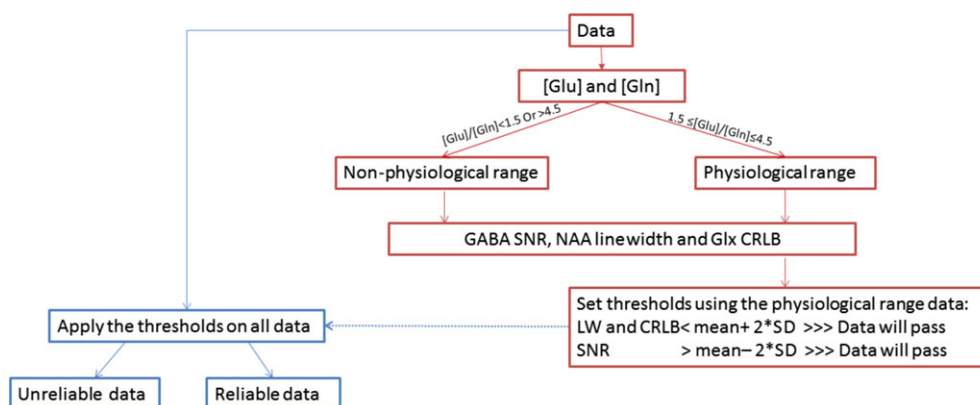 Data
[Glu] and [Gln]
[Glu]/[Gln]<1.5 Or >4.5
1.5 ≤[Glu]/[Gln]≤4.5
Non-physiological range
Physiological range
GABA SNR, NAA linewidth and Glx CRLB
Set thresholds using the physiological range data:
LW and CRLB< mean+ 2*SD >>> Data will pass
SNR > mean– 2*SD >>> Data will pass
Apply the thresholds on all data
Unreliable data
Reliable data